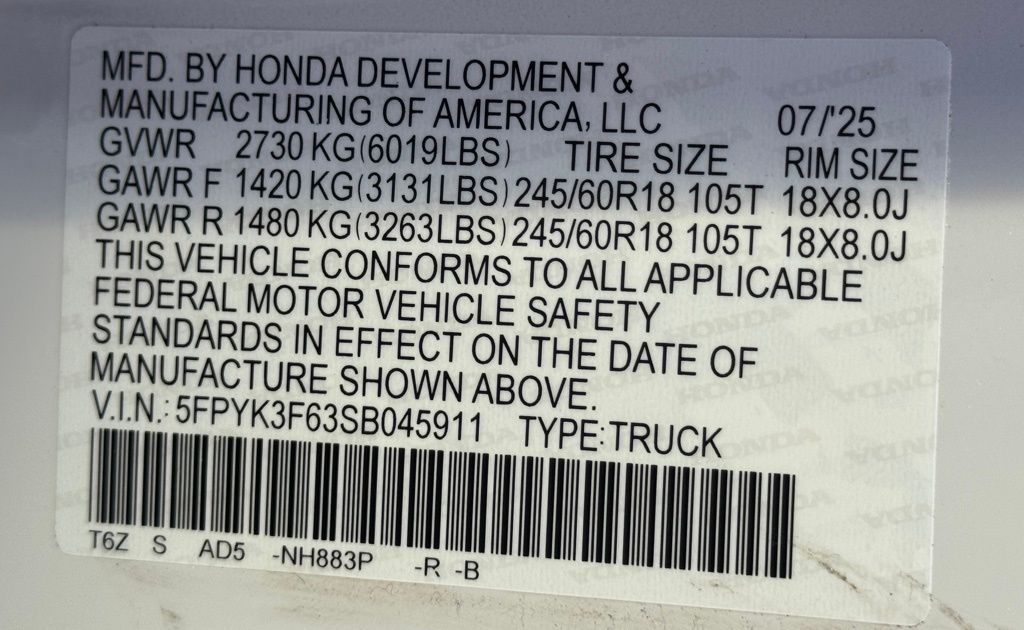 MFD. BY HONDA DEVELOPMENT &
MANUFACTURING OF AMERICA, LLC 07/'25
GVWR 2730 KG(6019LBS) TIRE SIZE RIM SIZE
GAWR F 1420 KG(3131LBS) 245/60R18 105T 18X8.0J
GAWR R 1480 KG(3263LBS) 245/60R18 105T 18X8.0J
THIS VEHICLE CONFORMS TO ALL APPLICABLE
FEDERAL MOTOR VEHICLE SAFETY
STANDARDS IN EFFECT ON THE DATE OF
MANUFACTURE SHOWN ABOVE.
V.I.N.: 5FPYK3F63SB045911 TYPE:TRUCK
T6Z S AD5 -NH883P -R -B